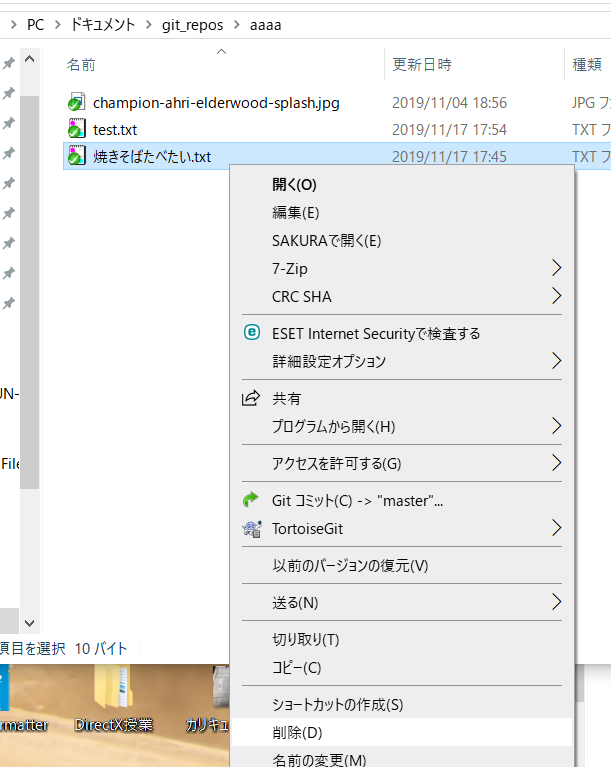 PC > ドキュメント > git_repos > aaaa
名前 更新日時 種類
champion-ahri-elderwood-splash.jpg 2019/11/04 18:56 JPG フ
test.txt 2019/11/17 17:54 TXT フ
焼きそばたべたい.txt 2019/11/17 17:45 TXT フ
開く(O)
編集(E)
SAKURAで開く(E)
7-Zip
CRC SHA
ESET Internet Securityで検査する
詳細設定オプション
共有
プログラムから開く(H)
アクセスを許可する(G)
Git コミット(C) -> "master"...
TortoiseGit
以前のバージョンの復元(V)
送る(N)
切り取り(T)
コピー(C)
ショートカットの作成(S)
削除(D)
名前の変更(M)
UN-
File
項目を選択 10 バイト
rmatter DirectX授業 カリキュ